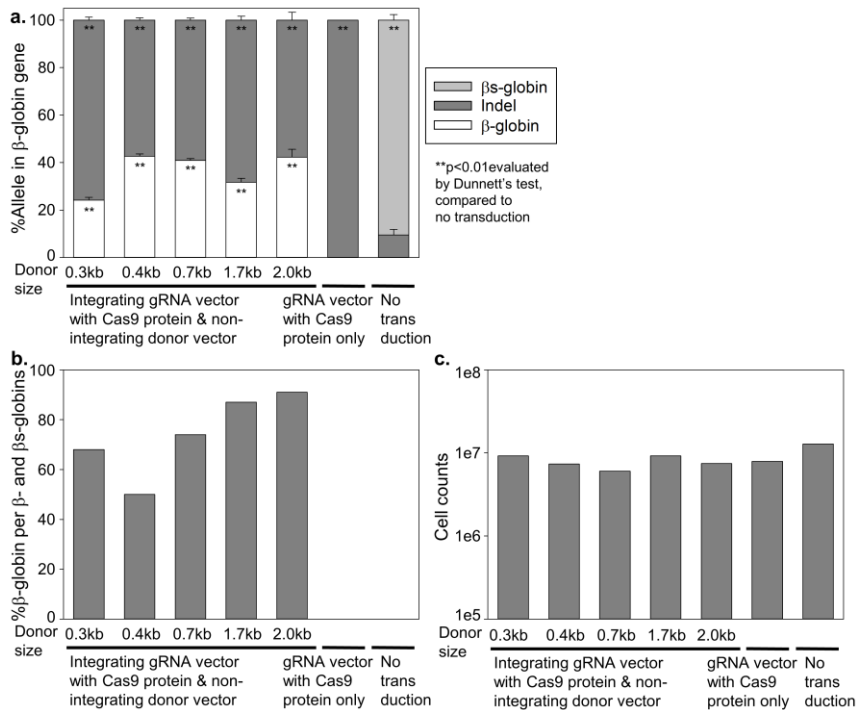 a.
%Allele in β-globin gene
100
80
60
40
20
0
** ** ** ** ** ** **
** ** ** ** **
βs-globin
Indel
β-globin
**p<0.01evaluated
by Dunnett's test,
compared to
no transduction
Donor
size
0.3kb 0.4kb 0.7kb 1.7kb 2.0kb
Integrating gRNA vector
with Cas9 protein & non-
integrating donor vector
gRNA vector
with Cas9
protein only
No
trans
duction
b.
%β-globin per β- and βs-globins
100
80
60
40
20
0
Donor
size
0.3kb 0.4kb 0.7kb 1.7kb 2.0kb
Integrating gRNA vector
with Cas9 protein & non-
integrating donor vector
gRNA vector
with Cas9
protein only
No
trans
duction
c.
Cell counts
1e8
1e7
1e6
1e5
Donor
size
0.3kb 0.4kb 0.7kb 1.7kb 2.0kb
Integrating gRNA vector
with Cas9 protein & non-
integrating donor vector
gRNA vector
with Cas9
protein only
No
trans
duction